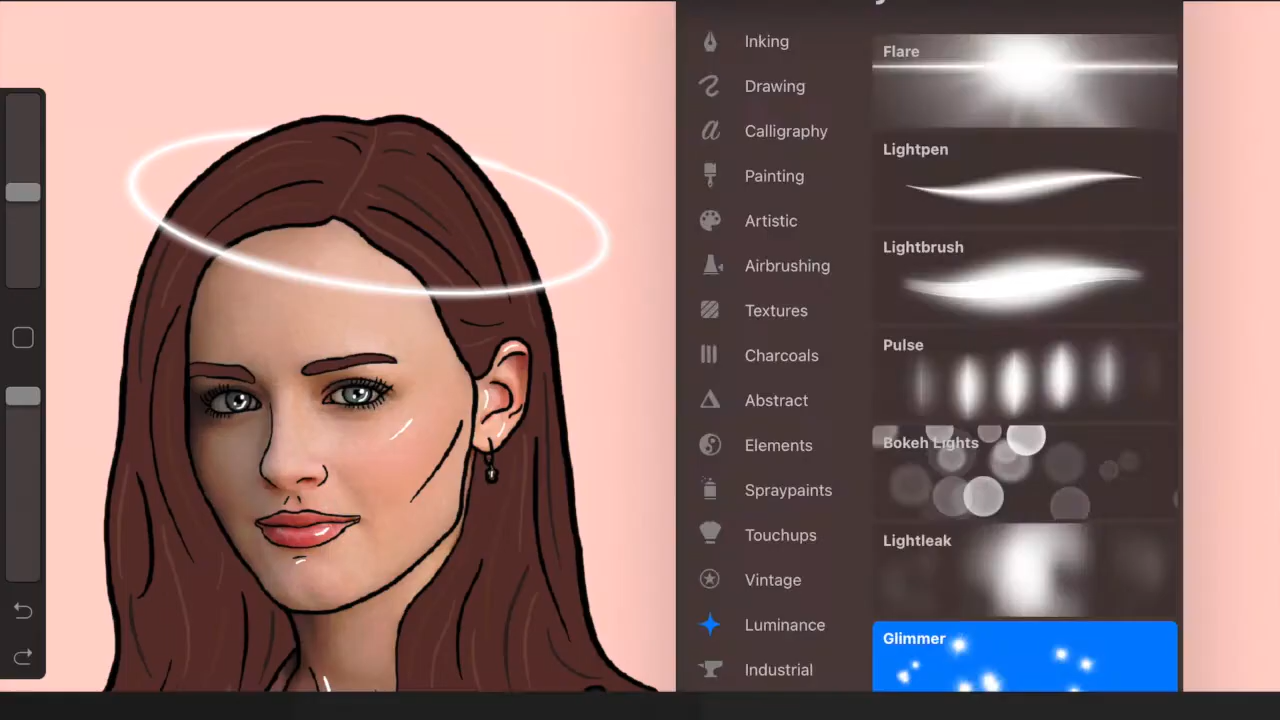 Inking
Drawing
Calligraphy
Painting
Artistic
Airbrushing
Textures
Charcoals
Abstract
Elements
Spraypaints
Touchups
Vintage
Luminance
Industrial
Flare
Lightpen
Lightbrush
Pulse
Bokeh Lights
Lightleak
Glimmer